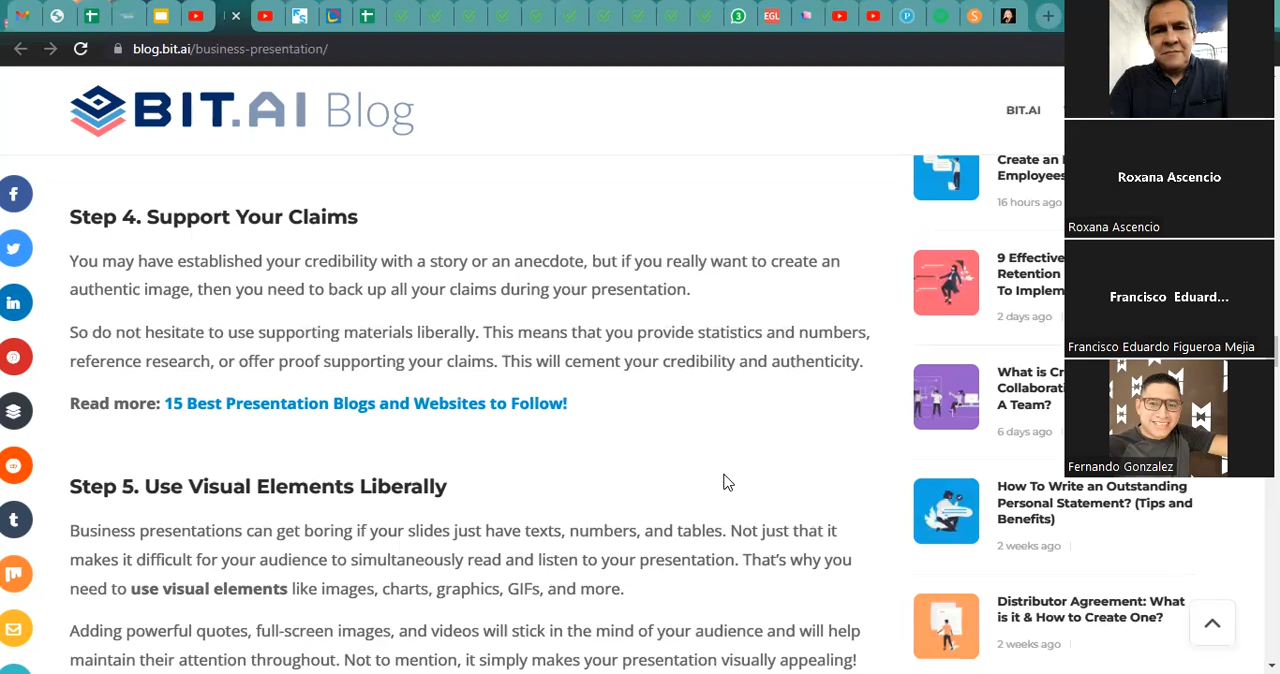 3
EGL
blog.bit.ai/business-presentation/
BIT.AI Blog
BIT.AI
Step 4. Support Your Claims
You may have established your credibility with a story or an anecdote, but if you really want to create an
authentic image, then you need to back up all your claims during your presentation.
So do not hesitate to use supporting materials liberally. This means that you provide statistics and numbers,
reference research, or offer proof supporting your claims. This will cement your credibility and authenticity.
Read more: 15 Best Presentation Blogs and Websites to Follow!
Step 5. Use Visual Elements Liberally
Business presentations can get boring if your slides just have texts, numbers, and tables. Not just that it
makes it difficult for your audience to simultaneously read and listen to your presentation. That's why you
need to use visual elements like images, charts, graphics, GIFs, and more.
Adding powerful quotes, full-screen images, and videos will stick in the mind of your audience and will help
maintain their attention throughout. Not to mention, it simply makes your presentation visually appealing!
Create an
Employees
16 hours ago
9 Effective
Retention
To Implem
2 days ago
What is Cr
Collabora
A Team?
6 days ago
How To Write an Outstanding
Personal Statement? (Tips and
Benefits)
2 weeks ago
Distributor Agreement: What
is it & How to Create One?
2 weeks ago
Roxana Ascencio
Roxana Ascencio
Francisco Eduard...
Francisco Eduardo Figueroa Mejia
Fernando Gonzalez